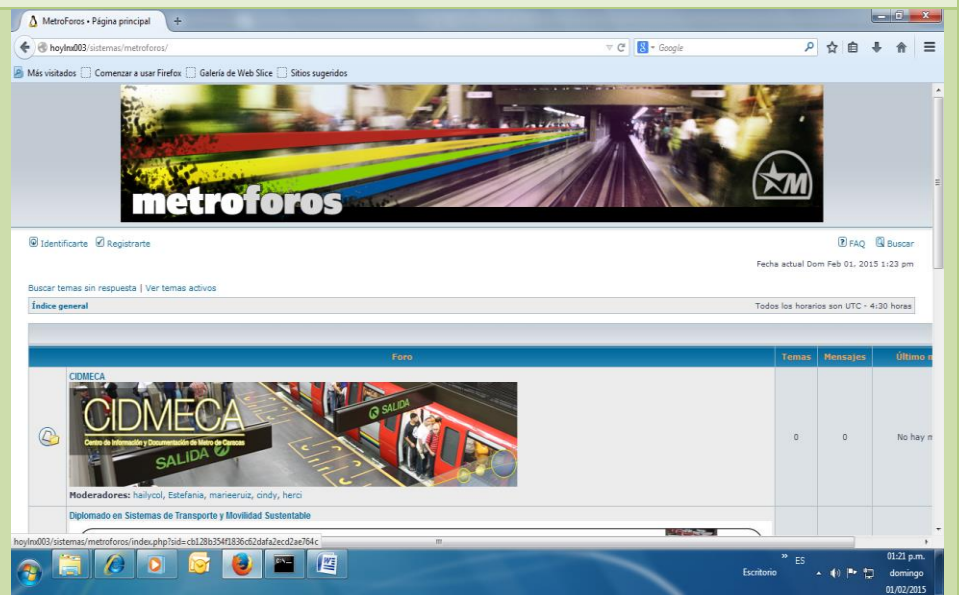 MetroForos • Página principal
hoylnx003/sistemas/metroforos/
Google
Más visitados Comenzar a usar Firefox Galería de Web Slice Sitios sugeridos
metroforos
M
Identificarte Registrarte
FAQ Buscar
Fecha actual Dom Feb 01, 2015 1:23 pm
Buscar temas sin respuesta | Ver temas activos
Índice general
Todos los horarios son UTC - 4:30 horas
Foro Temas Mensajes Último m
CIDMECA
CIDMECA
Centro de Información y Documentación de Metro de Caracas
SALIDA
SALIDA
0 0 No hay m
Moderadores: hailycol, Estefania, marieeruiz, cindy, herci
Diplomado en Sistemas de Transporte y Movilidad Sustentable
hoylnx003/sistemas/metroforos/index.php?sid=cb128b354f1836c62dafa2ecd2ae764c
Escritorio
ES
01:21 p.m.
domingo
01/02/2015